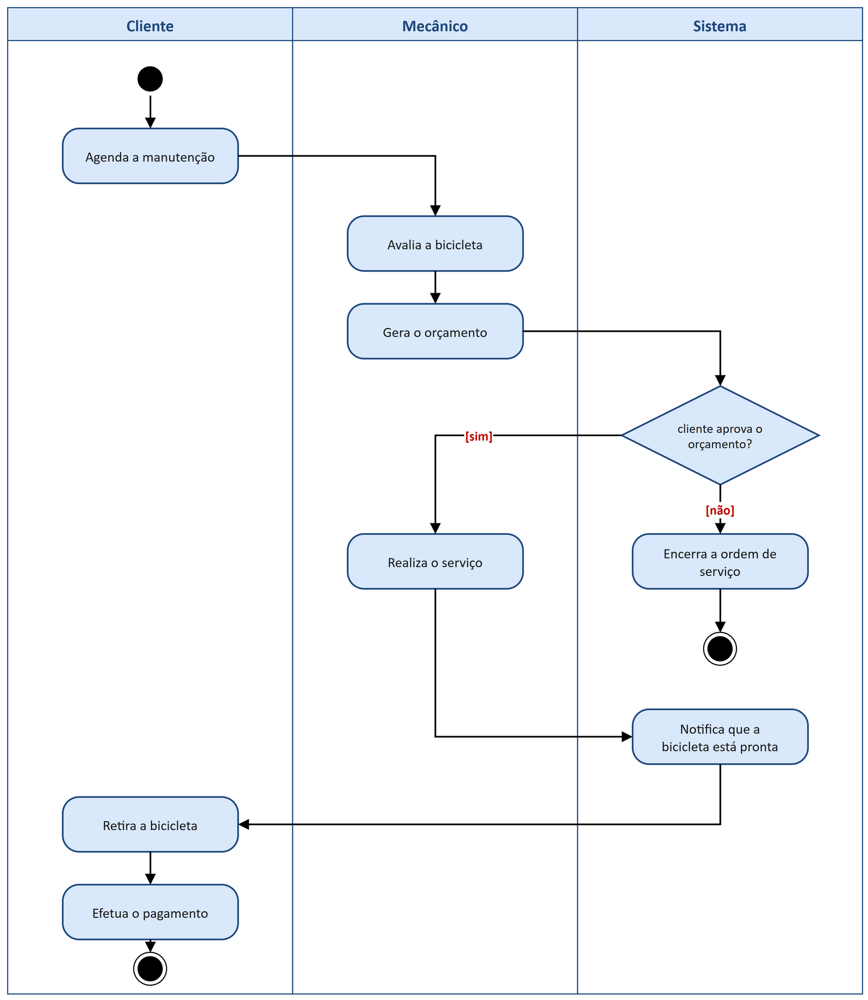 Cliente
Mecânico
Sistema
Agenda a manutenção
Avalia a bicicleta
Gera o orçamento
cliente aprova o
orçamento?
[sim]
[não]
Realiza o serviço
Encerra a ordem de
serviço
Notifica que a
bicicleta está pronta
Retira a bicicleta
Efetua o pagamento